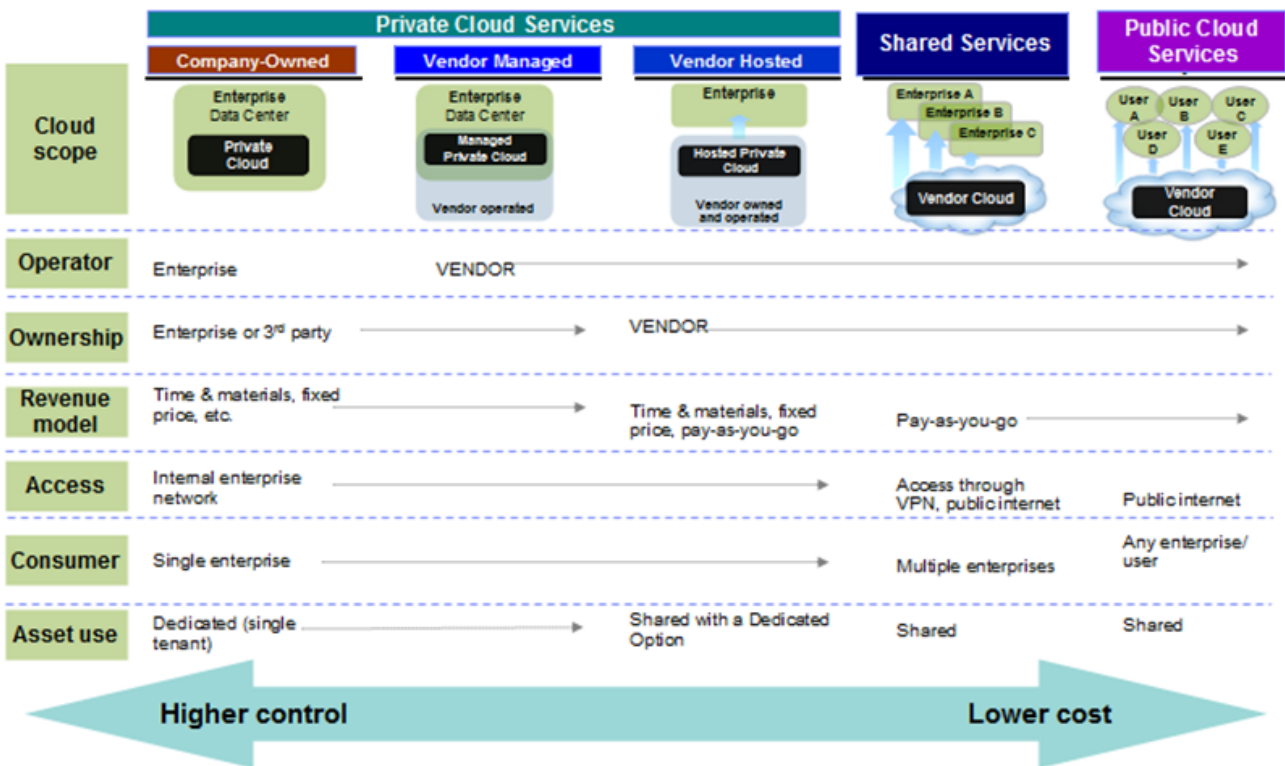 Private Cloud Services
Shared Services
Public Cloud
Services
Company-Owned
Vendor Managed
Vendor Hosted
Cloud
scope
Enterprise
Data Center
Private
Cloud
Enterprise
Data Center
Managed
Private Cloud
Vendor operated
Enterprise
Hosted Private
Cloud
Vendor owned
and operated
Enterprise A
Enterprise B
Enterprise C
Vendor Cloud
User
A
User
B
User
C
User
D
User
E
Vendor
Cloud
Operator
Enterprise
VENDOR
Ownership
Enterprise or 3rd party
VENDOR
Revenue
model
Time & materials, fixed
price, etc.
Time & materials, fixed
price, pay-as-you-go
Pay-as-you-go
Access
Internal enterprise
network
Access through
VPN, public internet
Public internet
Consumer
Single enterprise
Multiple enterprises
Any enterprise/
user
Asset use
Dedicated (single
tenant)
Shared with a Dedicated
Option
Shared
Shared
Higher control
Lower cost